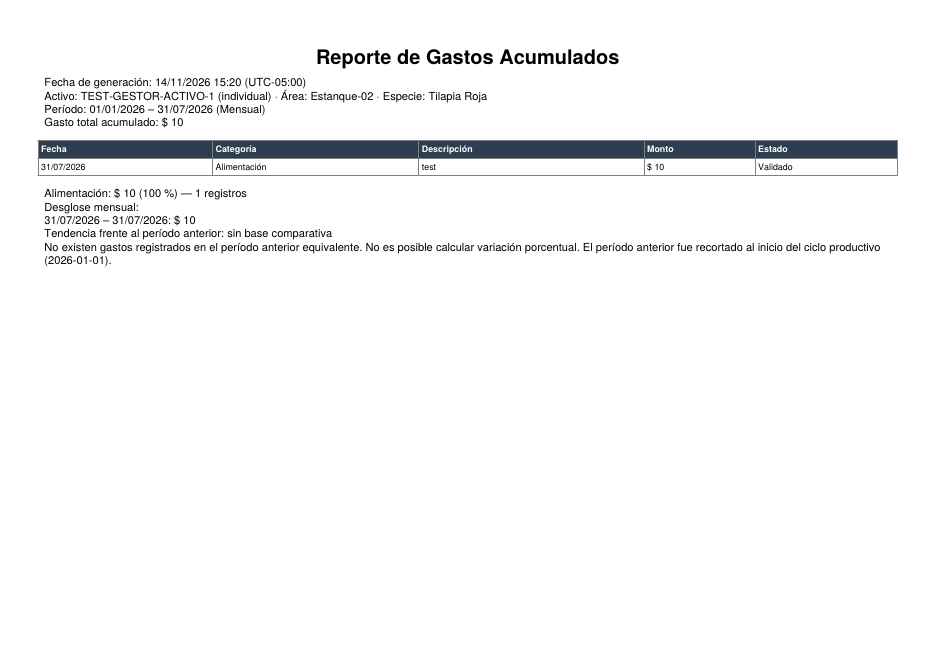 Reporte de Gastos Acumulados
Fecha de generación: 14/11/2026 15:20 (UTC-05:00)
Activo: TEST-GESTOR-ACTIVO-1 (individual) · Área: Estanque-02 · Especie: Tilapia Roja
Período: 01/01/2026 – 31/07/2026 (Mensual)
Gasto total acumulado: $ 10
Fecha Categoría Descripción Monto Estado
31/07/2026 Alimentación test $ 10 Validado
Alimentación: $ 10 (100 %) — 1 registros
Desglose mensual:
31/07/2026 – 31/07/2026: $ 10
Tendencia frente al período anterior: sin base comparativa
No existen gastos registrados en el período anterior equivalente. No es posible calcular variación porcentual. El período anterior fue recortado al inicio del ciclo productivo
(2026-01-01).